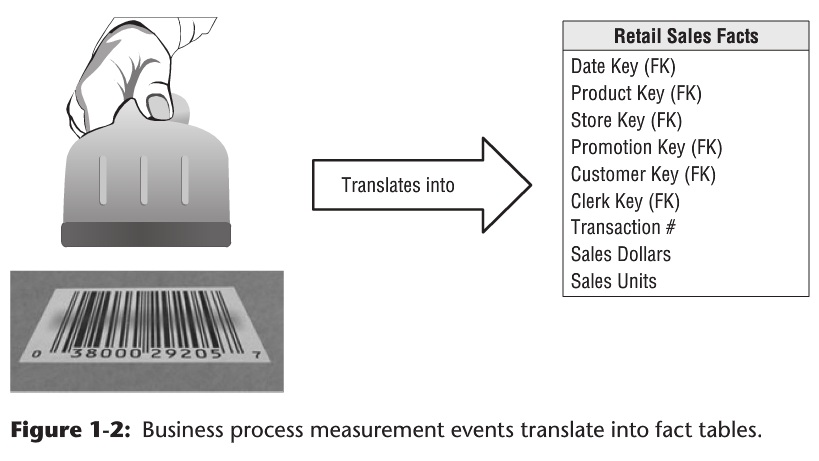 Retail Sales Facts
Date Key (FK)
Product Key (FK)
Store Key (FK)
Promotion Key (FK)
Customer Key (FK)
Clerk Key (FK)
Transaction #
Sales Dollars
Sales Units
Translates into
0 38000 29205 7
Figure 1-2: Business process measurement events translate into fact tables.